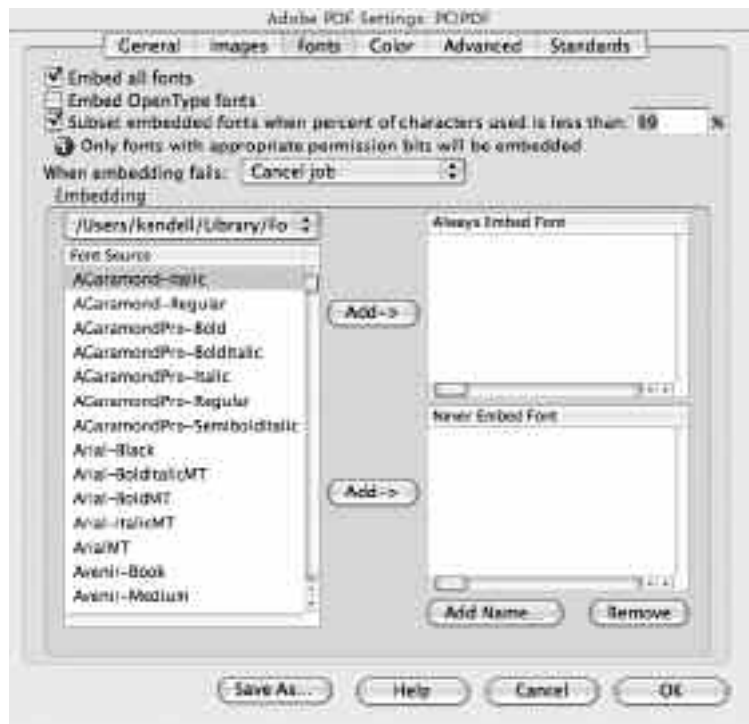 Adobe PDF Settings: PCIPDF
General Images Fonts Color Advanced Standards
Embed all fonts
Embed OpenType fonts
Subset embedded fonts when percent of characters used is less than: %
Only fonts with appropriate permission bits will be embedded
When embedding fails: Cancel job
Embedding
/Users/kendell/Library/Fo
Font Source
AGaramond-Italic
AGaramond-Regular
AGaramondPro-Bold
AGaramondPro-BoldItalic
AGaramondPro-Italic
AGaramondPro-Regular
AGaramondPro-SemiboldItalic
Arial-Black
Arial-BoldItalicMT
Arial-BoldMT
Arial-ItalicMT
ArialMT
Avenir-Book
Avenir-Medium
Add->
Add->
Always Embed Font
Never Embed Font
Add Name... Remove
Save As... Help Cancel OK